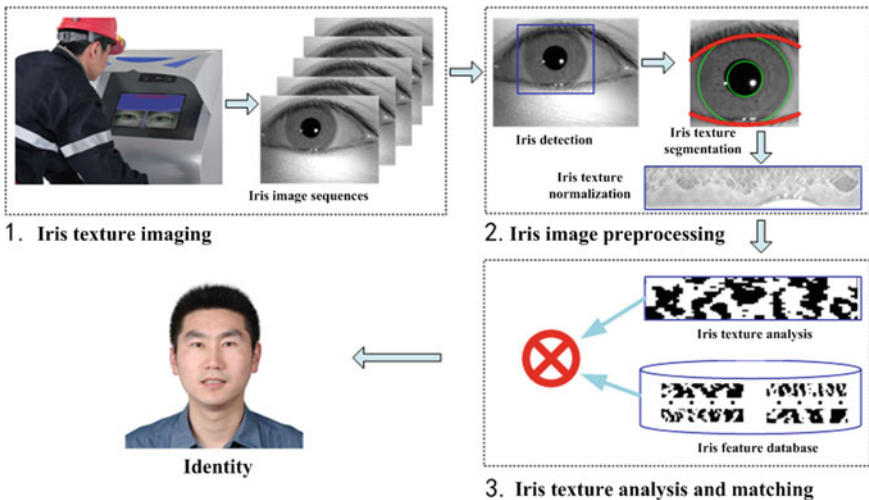 Iris image sequences
1. Iris texture imaging
Iris detection
Iris texture
segmentation
Iris texture
normalization
2. Iris image preprocessing
Iris texture analysis
Iris feature database
3. Iris texture analysis and matching
Identity